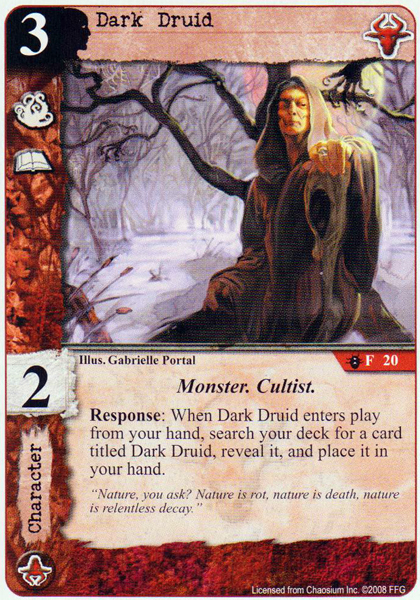 3
Dark Druid
Illus. Gabrielle Portal
F 20
2
Monster. Cultist.
Response: When Dark Druid enters play
from your hand, search your deck for a card
titled Dark Druid, reveal it, and place it in
your hand.
“Nature, you ask? Nature is rot, nature is death, nature
is relentless decay.”
Character
Licensed from Chaosium Inc. ©2008 FFG